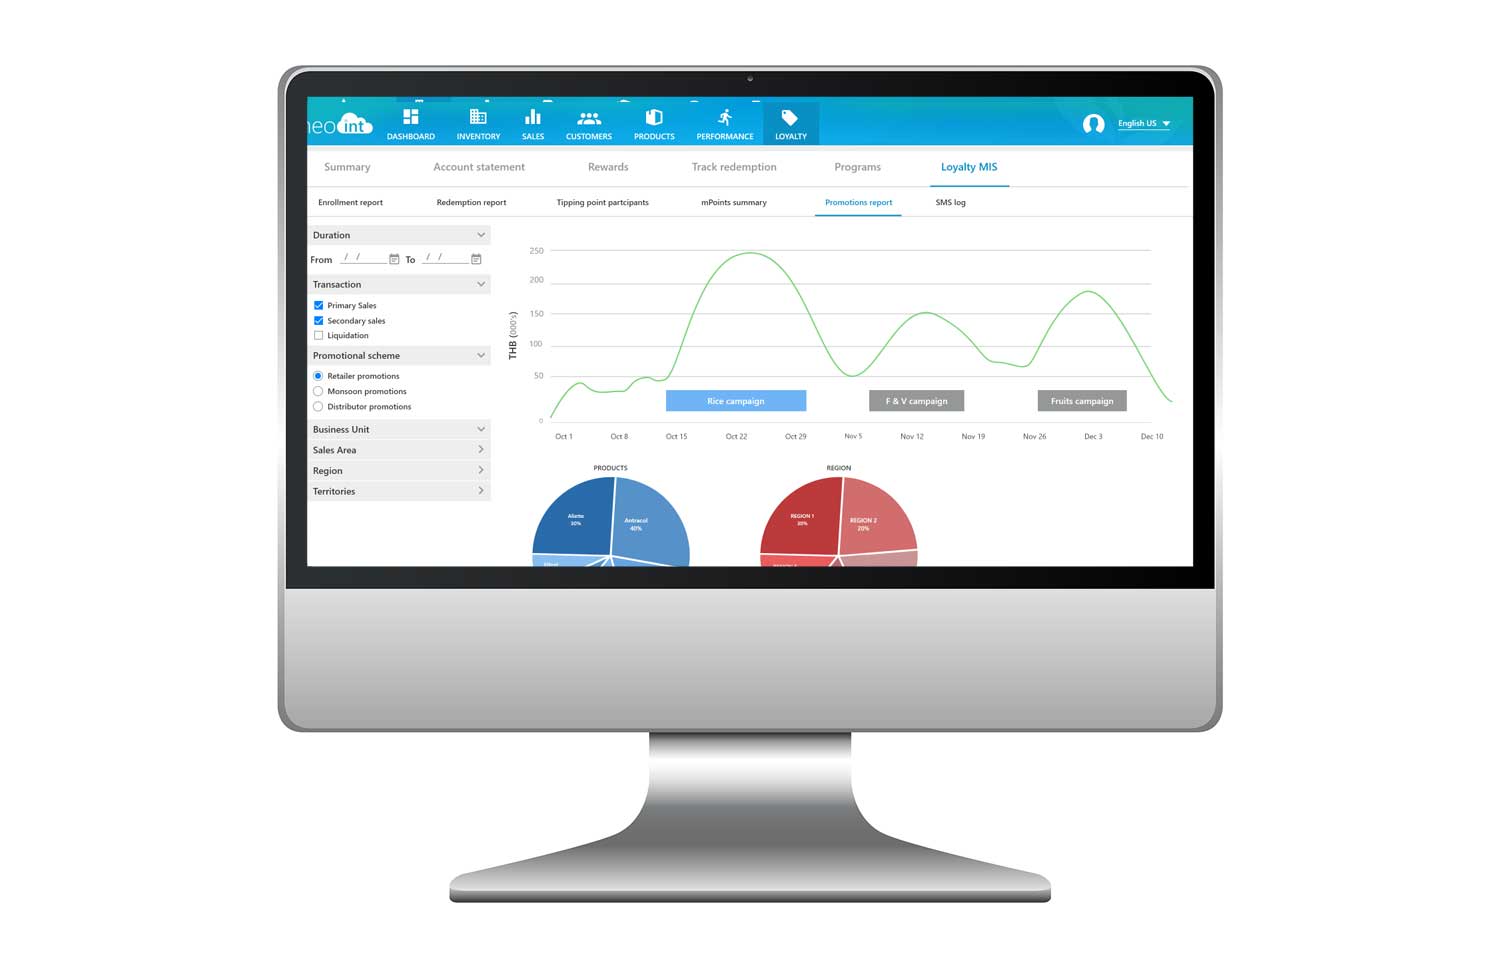 neo int
DASHBOARD
INVENTORY
SALES
CUSTOMERS
PRODUCTS
PERFORMANCE
LOYALTY
English US
Summary
Account statement
Rewards
Track redemption
Programs
Loyalty MIS
Enrollment report
Redemption report
Tipping point partcipants
mPoints summary
Promotions report
SMS log
Duration
From / / To / /
Transaction
Primary Sales
Secondary sales
Liquidation
Promotional scheme
Retailer promotions
Monsoon promotions
Distributor promotions
Business Unit
Sales Area
Region
Territories
THB (000's)
250
200
150
100
50
0
Rice campaign
F & V campaign
Fruits campaign
Oct 1
Oct 8
Oct 15
Oct 22
Oct 29
Nov 5
Nov 12
Nov 19
Nov 26
Dec 3
Dec 10
PRODUCTS
Aliette
30%
Antracol
40%
REGION
REGION 1
30%
REGION 2
20%